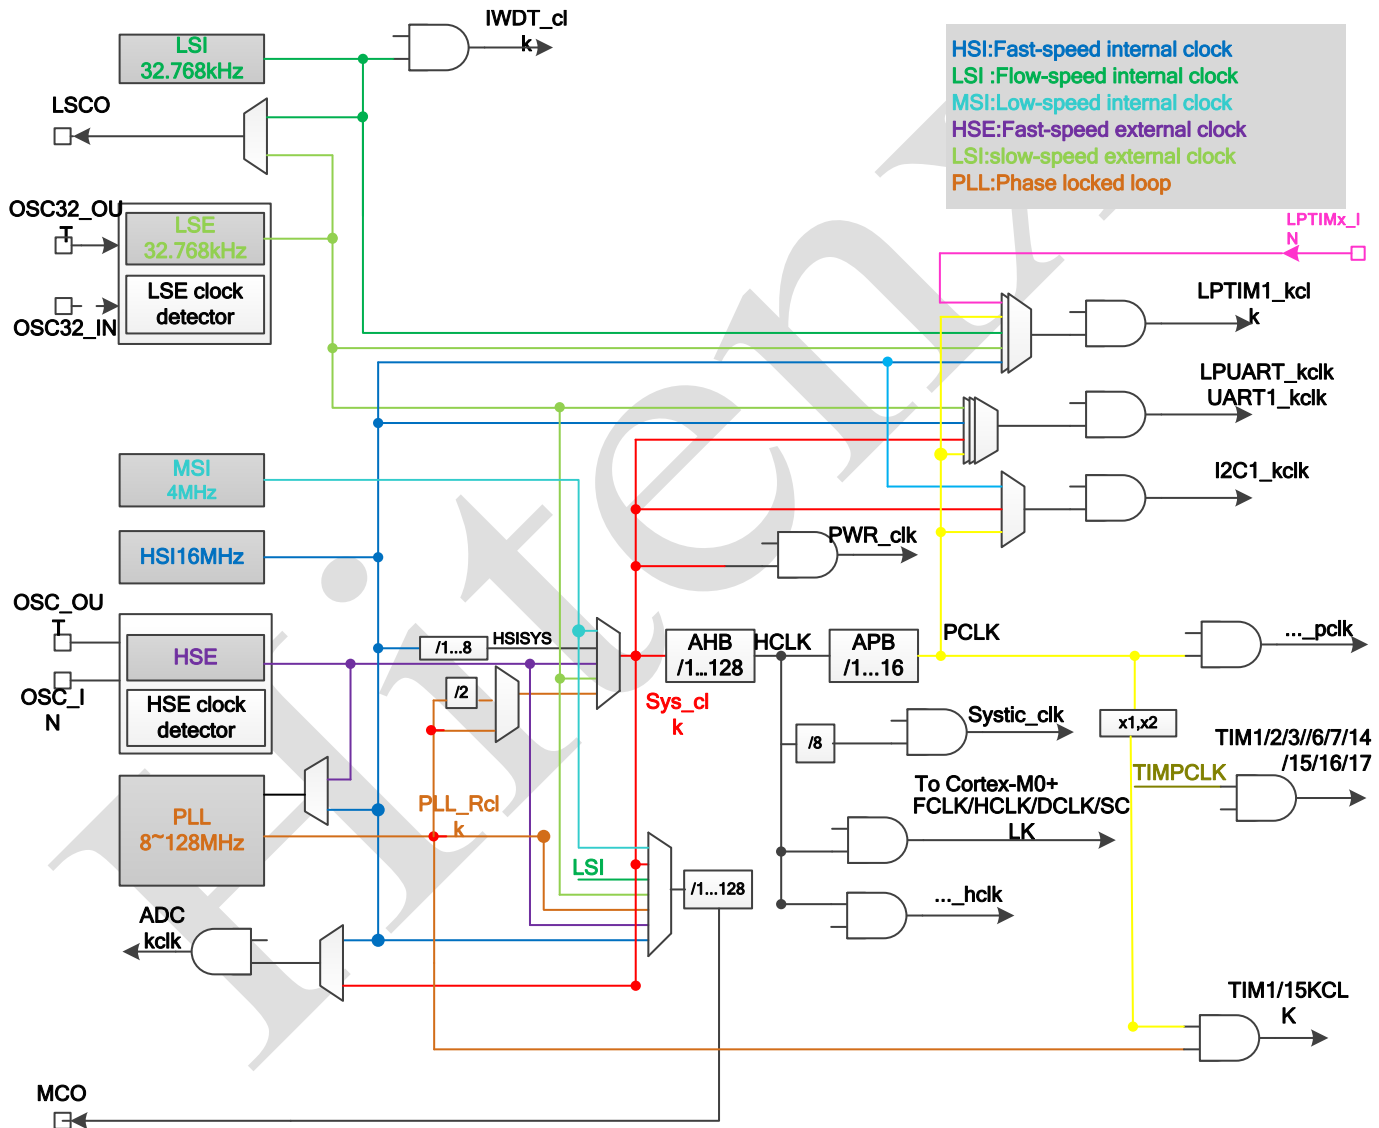 IWDT_cl
k
LSI
32.768kHz
HSI:Fast-speed internal clock
LSI :Flow-speed internal clock
MSI:Low-speed internal clock
HSE:Fast-speed external clock
LSI:slow-speed external clock
PLL:Phase locked loop
LSCO
OSC32_OU
T
LSE
32.768kHz
LSE clock
detector
OSC32_IN
LPTIMx_I
N
LPTIM1_kcl
k
LPUART_kclk
UART1_kclk
I2C1_kclk
MSI
4MHz
HSI16MHz
PWR_clk
OSC_OU
T
HSE
OSC_I
N
HSE clock
detector
/1...8
HSISYS
/2
AHB
/1...128
HCLK
APB
/1...16
PCLK
..._pclk
Sys_cl
k
Systic_clk
/8
x1,x2
TIMPCLK
TIM1/2/3//6/7/14
/15/16/17
To Cortex-M0+
FCLK/HCLK/DCLK/SC
LK
PLL
8~128MHz
PLL_Rcl
k
LSI
/1...128
..._hclk
ADC
kclk
TIM1/15KCL
K
MCO
Hitenx